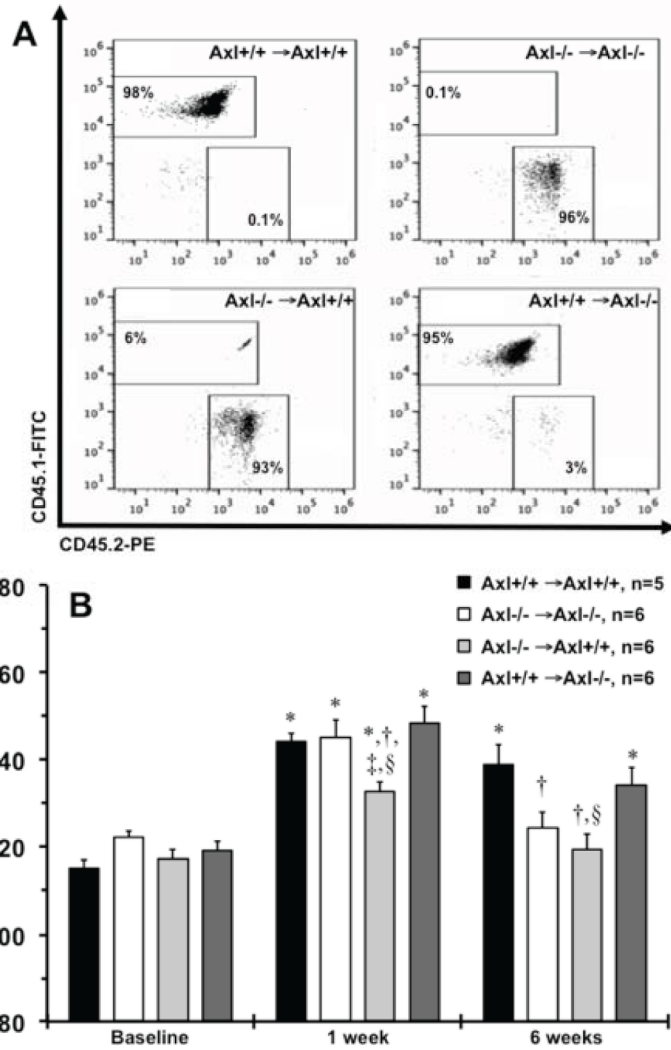 A
Axl+/+ →Axl+/+
Axl-/- →Axl-/-
98%
0.1%
0.1%
96%
10⁶
10⁵
10⁴
10³
10²
10¹
10⁶
10⁵
10⁴
10³
10²
10¹
10¹ 10² 10³ 10⁴ 10⁵ 10⁶
10¹ 10² 10³ 10⁴ 10⁵ 10⁶
Axl-/- →Axl+/+
Axl+/+ →Axl-/-
6%
93%
95%
3%
10⁶
10⁵
10⁴
10³
10²
10¹
10⁶
10⁵
10⁴
10³
10²
10¹
10¹ 10² 10³ 10⁴ 10⁵ 10⁶
10¹ 10² 10³ 10⁴ 10⁵ 10⁶
CD45.1-FITC
CD45.2-PE
B
Axl+/+ →Axl+/+, n=5
Axl-/- →Axl-/-, n=6
Axl-/- →Axl+/+, n=6
Axl+/+ →Axl-/-, n=6
80
60
40
20
00
80
*
*
*,†,
‡,§
*
*
†
†,§
*
Baseline
1 week
6 weeks